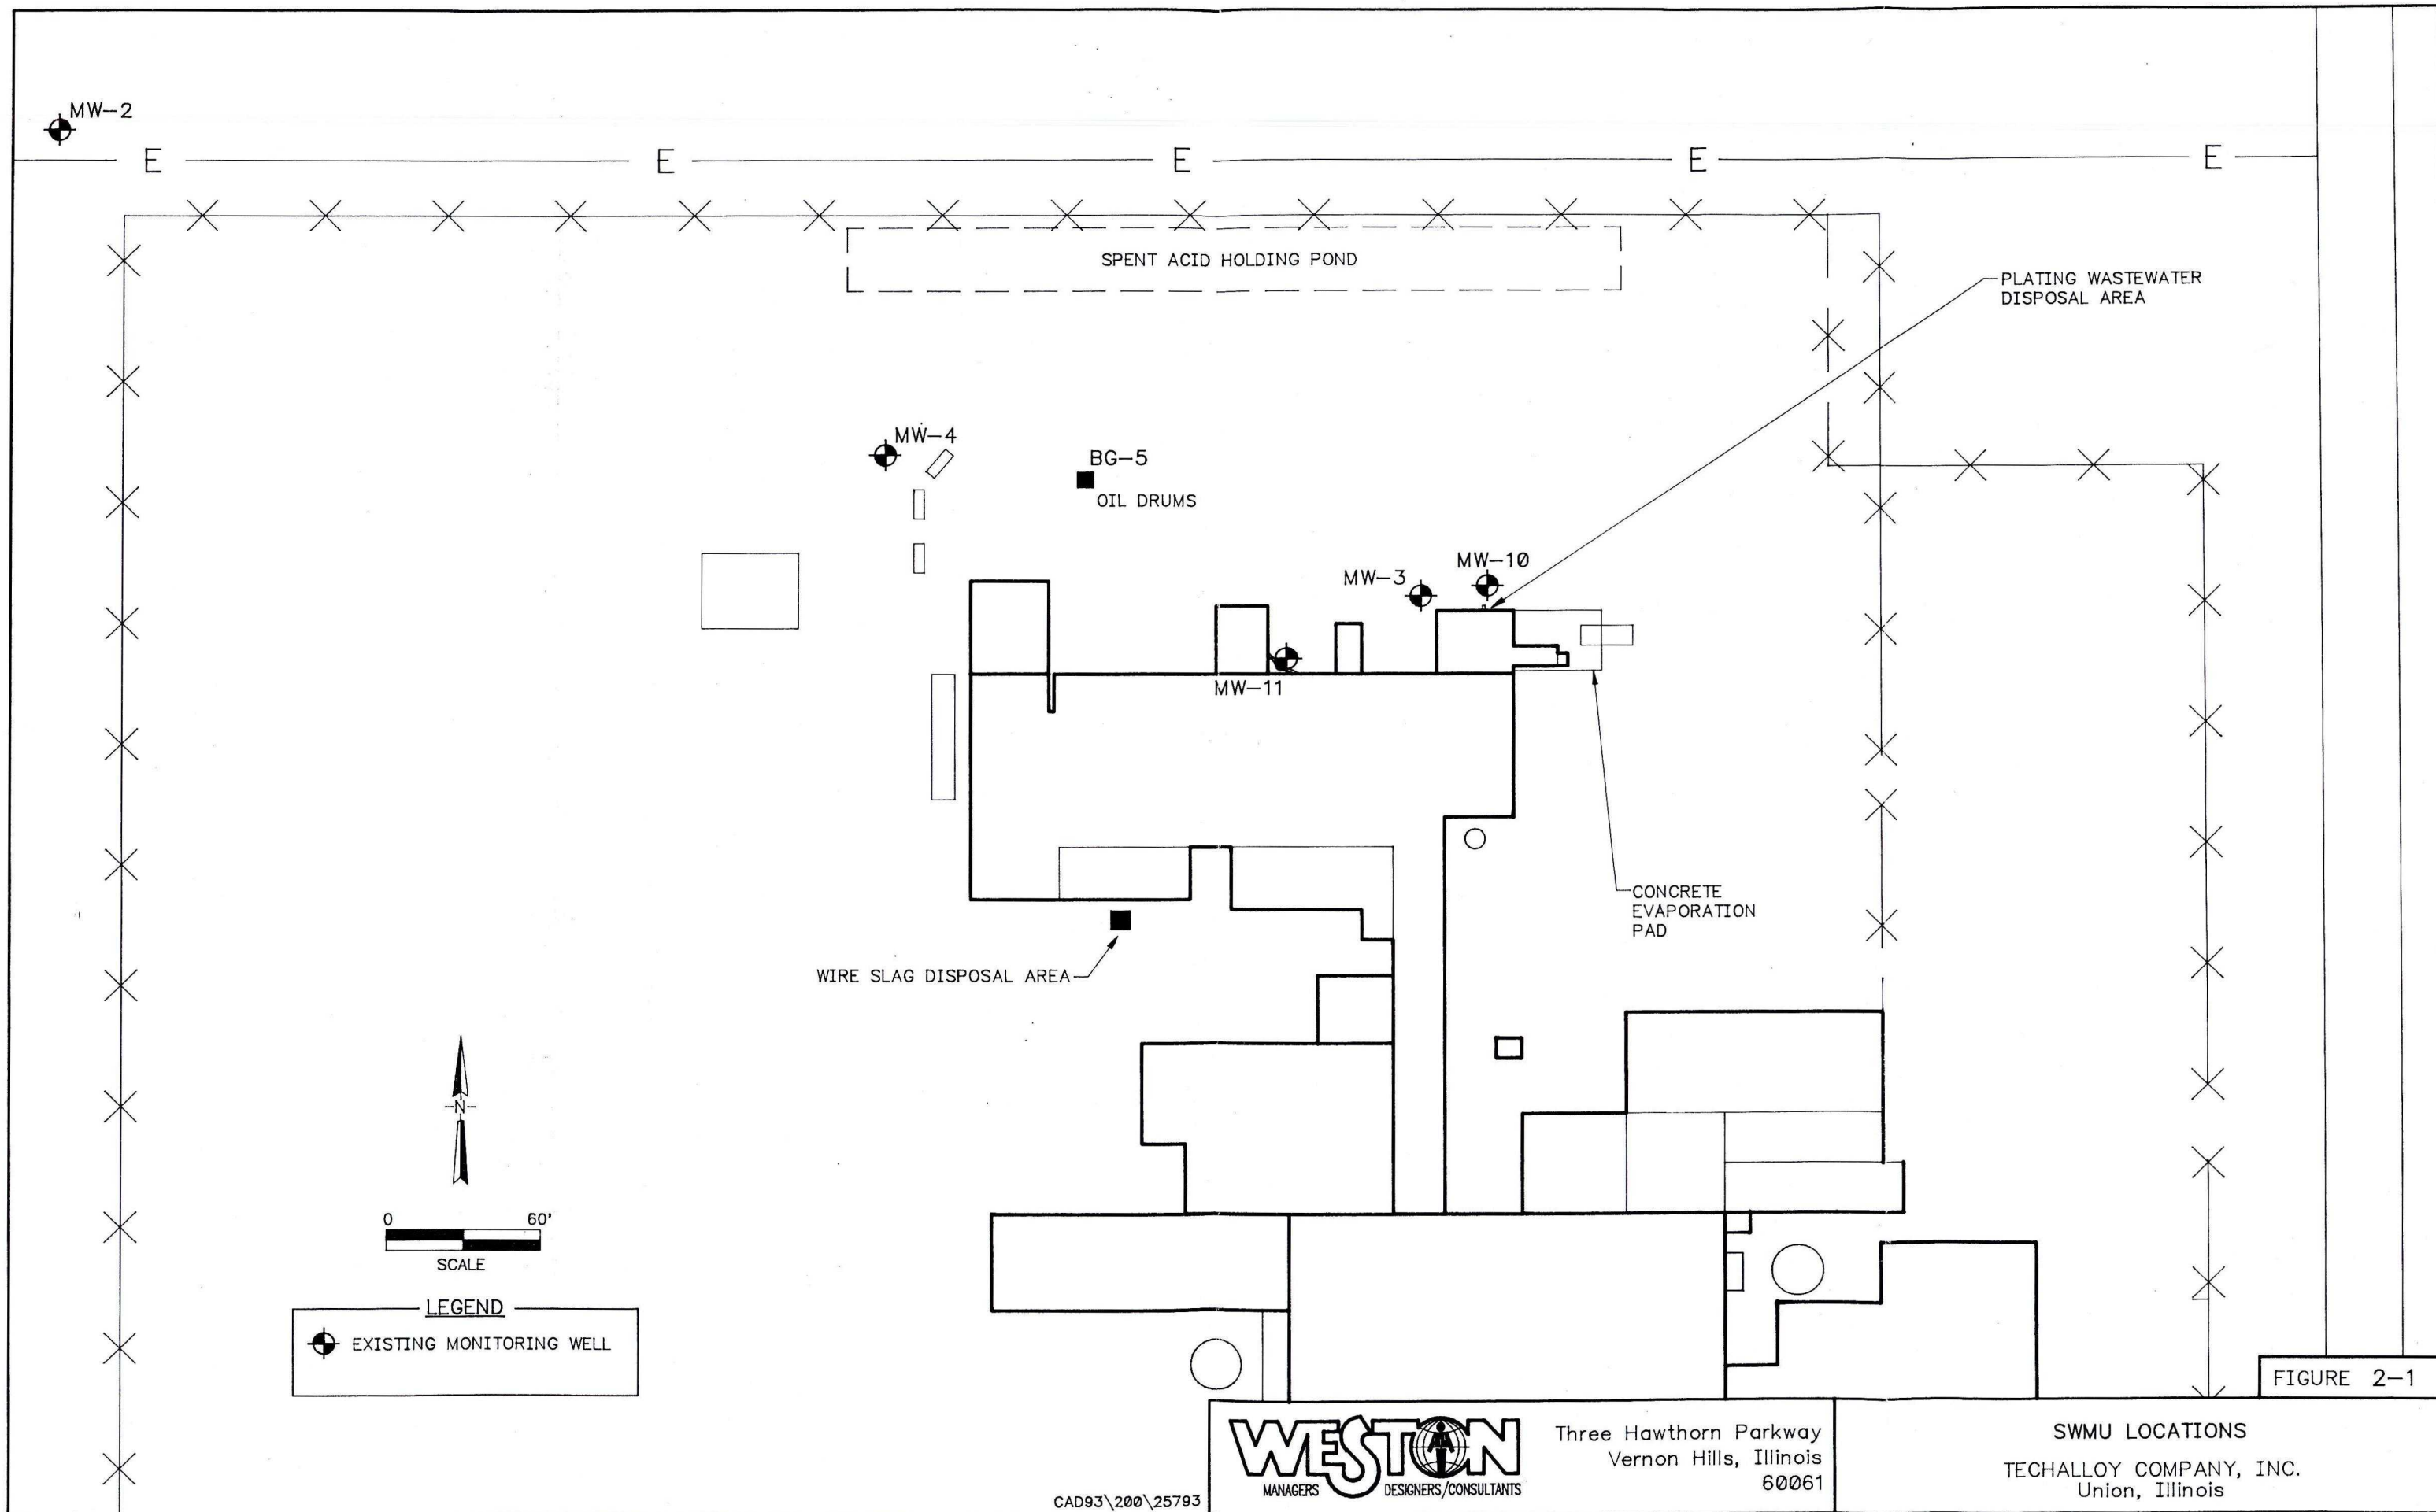 MW-2
E E E E E
SPENT ACID HOLDING POND
PLATING WASTEWATER
DISPOSAL AREA
MW-4
BG-5
OIL DRUMS
MW-10
MW-3
MW-11
CONCRETE
EVAPORATION
PAD
WIRE SLAG DISPOSAL AREA
-N-
0 60'
SCALE
LEGEND
EXISTING MONITORING WELL
FIGURE 2-1
WESTON
MANAGERS DESIGNERS/CONSULTANTS
Three Hawthorn Parkway
Vernon Hills, Illinois
60061
SWMU LOCATIONS
TECHALLOY COMPANY, INC.
Union, Illinois
CAD93\200\25793